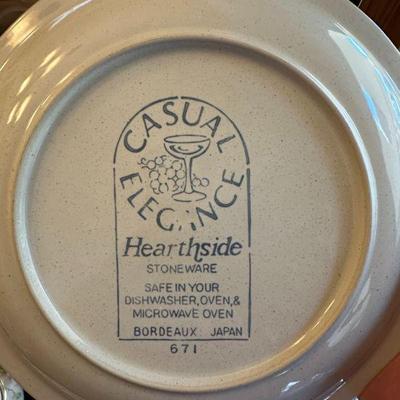 CASUAL
ELEGANCE
Hearthside
STONEWARE
SAFE IN YOUR
DISHWASHER, OVEN, &
MICROWAVE OVEN
BORDEAUX JAPAN
671